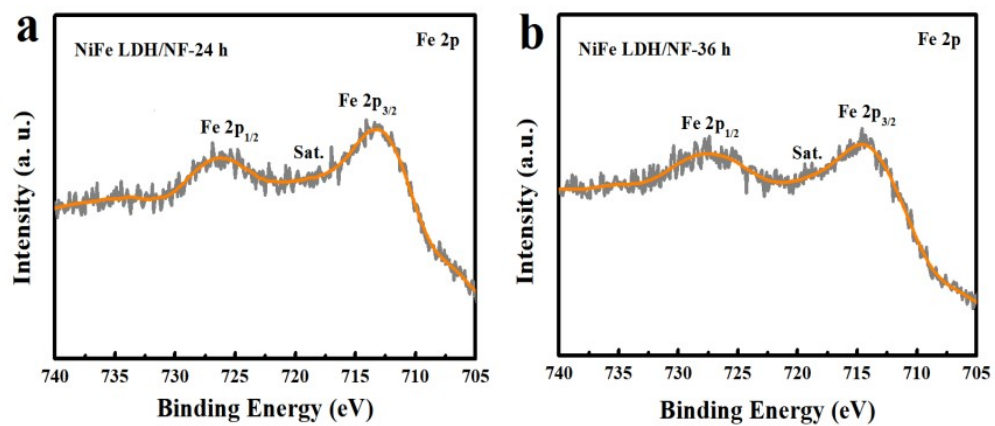 a
NiFe LDH/NF-24 h
Fe 2p
Fe 2p1/2
Sat.
Fe 2p3/2
Intensity (a. u.)
740 735 730 725 720 715 710 705
Binding Energy (eV)
b
NiFe LDH/NF-36 h
Fe 2p
Fe 2p1/2
Sat.
Fe 2p3/2
Intensity (a.u.)
740 735 730 725 720 715 710 705
Binding Energy (eV)